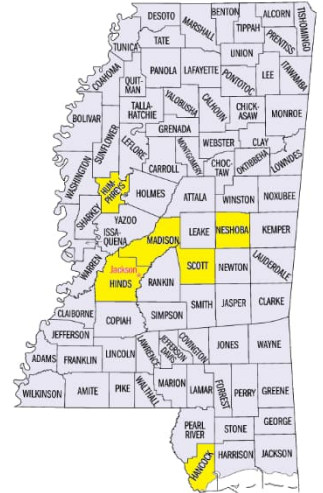 DESOTO
MARSHALL
BENTON
TIPPAH
ALCORN
TISHOMINGO
PRENTISS
TUNICA
TATE
UNION
COAHOMA
QUIT-
MAN
PANOLA
LAFAYETTE
PONTOTOC
LEE
ITAWAMBA
BOLIVAR
TALLA-
HATCHIE
YALOBUSHA
CALHOUN
CHICK-
ASAW
MONROE
SUNFLOWER
LEFLORE
GRENADA
MONTGOMERY
WEBSTER
CLAY
CARROLL
CHOC-
TAW
OKTIBBEHA
LOWNDES
WASHINGTON
HUM-
PHREYS
HOLMES
ATTALA
WINSTON
NOXUBEE
SHARKEY
YAZOO
ISSA-
QUENA
MADISON
LEAKE
NESHOBA
KEMPER
WARREN
Jackson
HINDS
RANKIN
SCOTT
NEWTON
LAUDERDALE
CLAIBORNE
COPIAH
SIMPSON
SMITH
JASPER
CLARKE
JEFFERSON
ADAMS
FRANKLIN
LINCOLN
LAWRENCE
JEFFERSON
DAVIS
COVINGTON
JONES
WAYNE
WILKINSON
AMITE
PIKE
WALTHALL
MARION
LAMAR
FORREST
PERRY
GREENE
PEARL
RIVER
STONE
GEORGE
HANCOCK
HARRISON
JACKSON